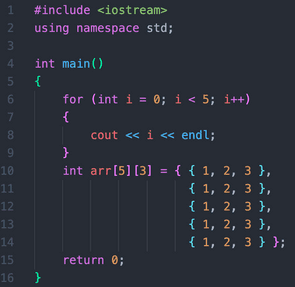 1 #include <iostream>
2 using namespace std;
3
4 int main()
5 {
6     for (int i = 0; i < 5; i++)
7     {
8         cout << i << endl;
9     }
10     int arr[5][3] = { { 1, 2, 3 },
11                       { 1, 2, 3 },
12                       { 1, 2, 3 },
13                       { 1, 2, 3 },
14                       { 1, 2, 3 } };
15     return 0;
16 }